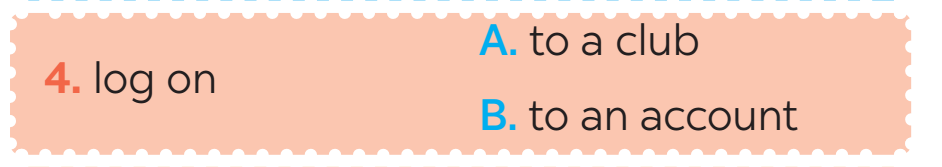 4. log on
A. to a club
B. to an account